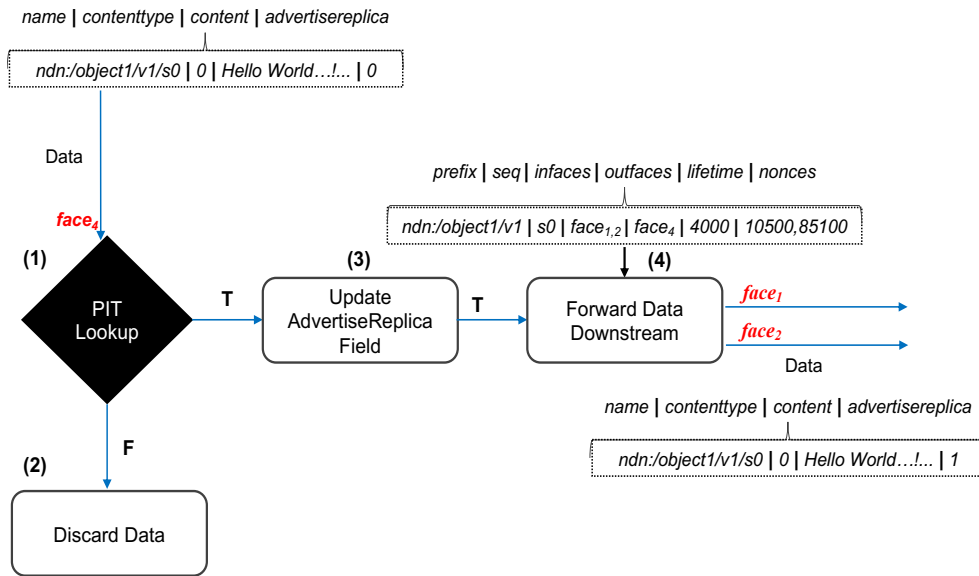 name | contenttype | content | advertisereplica
ndn:/object1/v1/s0 | 0 | Hello World…!... | 0
Data
face4
(1)
PIT
Lookup
T
F
(2)
Discard Data
(3)
Update
AdvertiseReplica
Field
T
prefix | seq | infaces | outfaces | lifetime | nonces
ndn:/object1/v1 | s0 | face1,2 | face4 | 4000 | 10500,85100
(4)
Forward Data
Downstream
face1
face2
Data
name | contenttype | content | advertisereplica
ndn:/object1/v1/s0 | 0 | Hello World…!... | 1